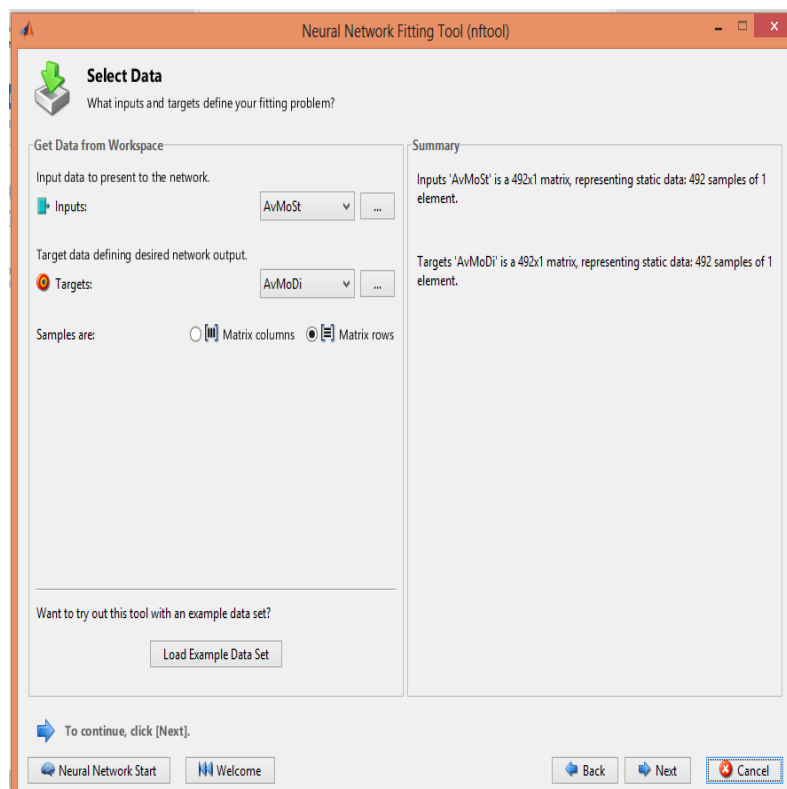 Neural Network Fitting Tool (nftool)
Select Data
What inputs and targets define your fitting problem?
Get Data from Workspace
Input data to present to the network.
Inputs:
AvMoSt
...
Target data defining desired network output.
Targets:
AvMoDi
...
Samples are:
Matrix columns
Matrix rows
Want to try out this tool with an example data set?
Load Example Data Set
Summary
Inputs 'AvMoSt' is a 492x1 matrix, representing static data: 492 samples of 1
element.
Targets 'AvMoDi' is a 492x1 matrix, representing static data: 492 samples of 1
element.
To continue, click [Next].
Neural Network Start
Welcome
Back
Next
Cancel